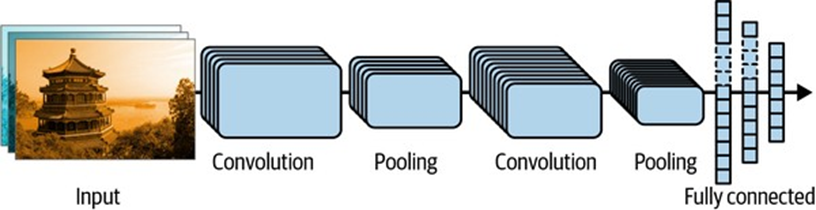 Convolution
Pooling
Convolution
Pooling
Input
Fully connected